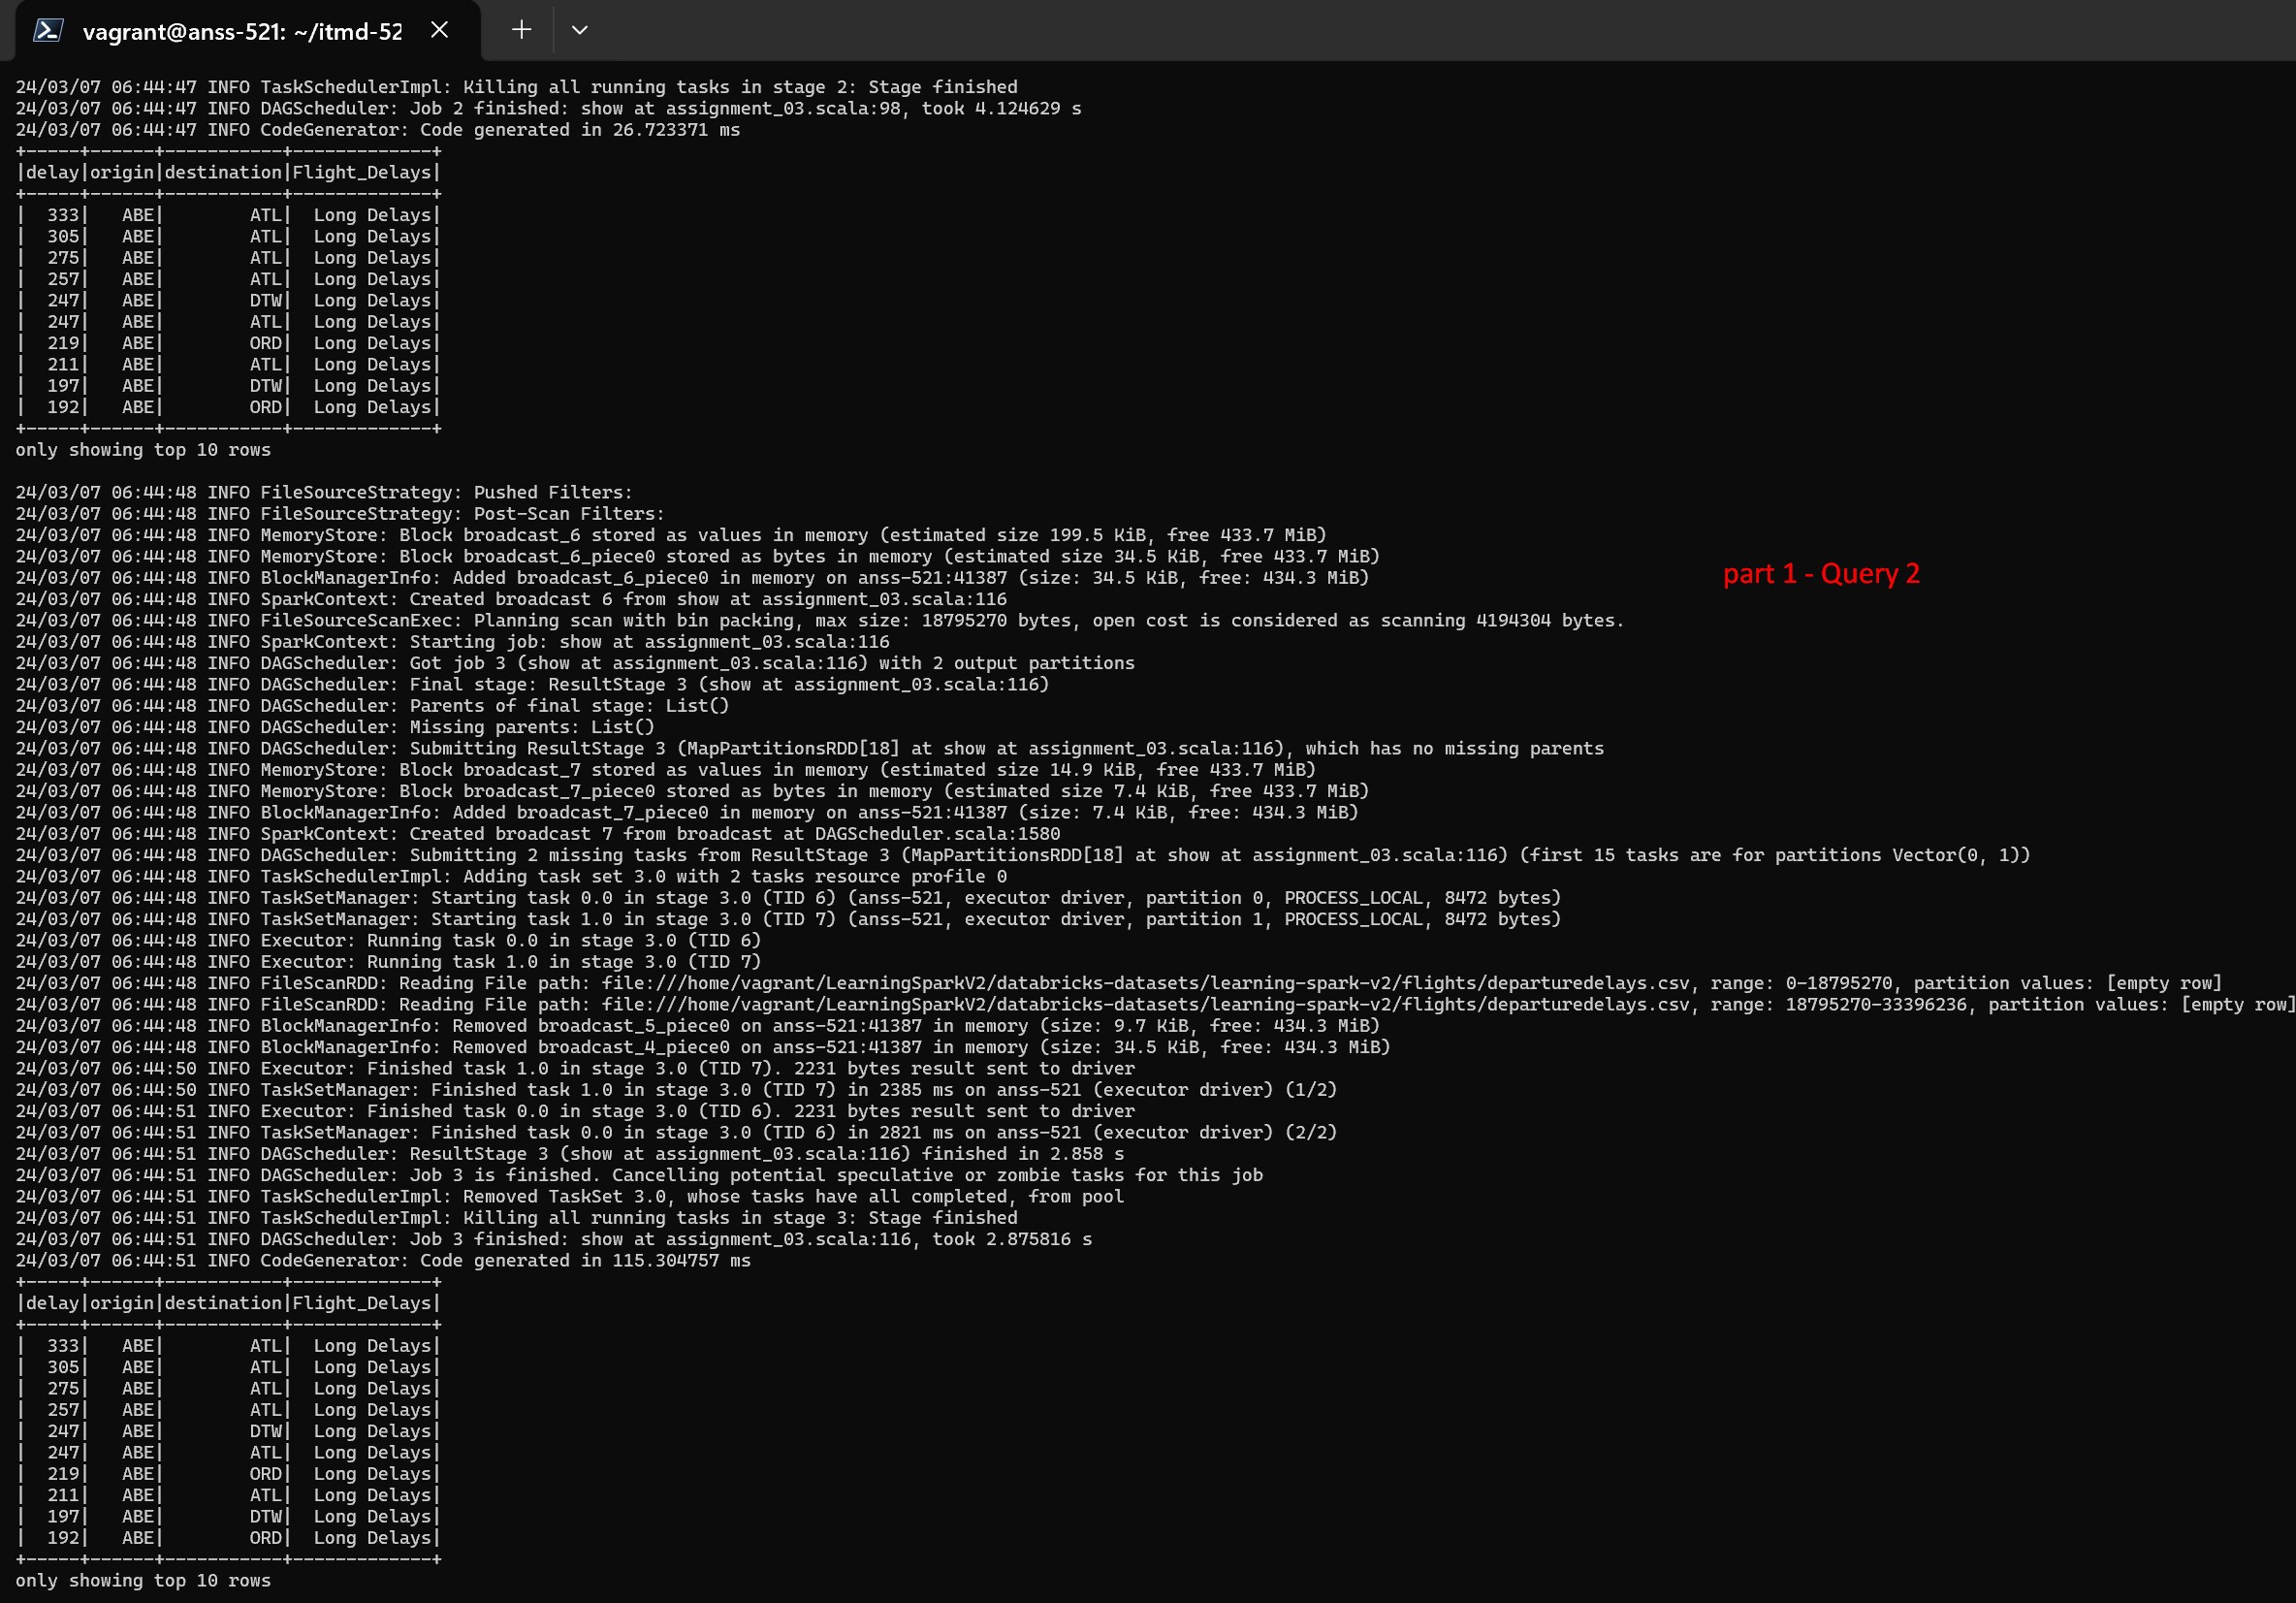 vagrant@anss-521: ~/itmd-52
24/03/07 06:44:47 INFO TaskSchedulerImpl: Killing all running tasks in stage 2: Stage finished
24/03/07 06:44:47 INFO DAGScheduler: Job 2 finished: show at assignment_03.scala:98, took 4.124629 s
24/03/07 06:44:47 INFO CodeGenerator: Code generated in 26.723371 ms
+-----+------+-----------+-------------+
|delay|origin|destination|Flight_Delays|
+-----+------+-----------+-------------+
|  333|   ABE|        ATL|  Long Delays|
|  305|   ABE|        ATL|  Long Delays|
|  275|   ABE|        ATL|  Long Delays|
|  257|   ABE|        ATL|  Long Delays|
|  247|   ABE|        DTW|  Long Delays|
|  247|   ABE|        ATL|  Long Delays|
|  219|   ABE|        ORD|  Long Delays|
|  211|   ABE|        ATL|  Long Delays|
|  197|   ABE|        DTW|  Long Delays|
|  192|   ABE|        ORD|  Long Delays|
+-----+------+-----------+-------------+
only showing top 10 rows
24/03/07 06:44:48 INFO FileSourceStrategy: Pushed Filters:
24/03/07 06:44:48 INFO FileSourceStrategy: Post-Scan Filters:
24/03/07 06:44:48 INFO MemoryStore: Block broadcast_6 stored as values in memory (estimated size 199.5 KiB, free 433.7 MiB)
24/03/07 06:44:48 INFO MemoryStore: Block broadcast_6_piece0 stored as bytes in memory (estimated size 34.5 KiB, free 433.7 MiB)
24/03/07 06:44:48 INFO BlockManagerInfo: Added broadcast_6_piece0 in memory on anss-521:41387 (size: 34.5 KiB, free: 434.3 MiB)
part 1 - Query 2
24/03/07 06:44:48 INFO SparkContext: Created broadcast 6 from show at assignment_03.scala:116
24/03/07 06:44:48 INFO FileSourceScanExec: Planning scan with bin packing, max size: 18795270 bytes, open cost is considered as scanning 4194304 bytes.
24/03/07 06:44:48 INFO SparkContext: Starting job: show at assignment_03.scala:116
24/03/07 06:44:48 INFO DAGScheduler: Got job 3 (show at assignment_03.scala:116) with 2 output partitions
24/03/07 06:44:48 INFO DAGScheduler: Final stage: ResultStage 3 (show at assignment_03.scala:116)
24/03/07 06:44:48 INFO DAGScheduler: Parents of final stage: List()
24/03/07 06:44:48 INFO DAGScheduler: Missing parents: List()
24/03/07 06:44:48 INFO DAGScheduler: Submitting ResultStage 3 (MapPartitionsRDD[18] at show at assignment_03.scala:116), which has no missing parents
24/03/07 06:44:48 INFO MemoryStore: Block broadcast_7 stored as values in memory (estimated size 14.9 KiB, free 433.7 MiB)
24/03/07 06:44:48 INFO MemoryStore: Block broadcast_7_piece0 stored as bytes in memory (estimated size 7.4 KiB, free 433.7 MiB)
24/03/07 06:44:48 INFO BlockManagerInfo: Added broadcast_7_piece0 in memory on anss-521:41387 (size: 7.4 KiB, free: 434.3 MiB)
24/03/07 06:44:48 INFO SparkContext: Created broadcast 7 from broadcast at DAGScheduler.scala:1580
24/03/07 06:44:48 INFO DAGScheduler: Submitting 2 missing tasks from ResultStage 3 (MapPartitionsRDD[18] at show at assignment_03.scala:116) (first 15 tasks are for partitions Vector(0, 1))
24/03/07 06:44:48 INFO TaskSchedulerImpl: Adding task set 3.0 with 2 tasks resource profile 0
24/03/07 06:44:48 INFO TaskSetManager: Starting task 0.0 in stage 3.0 (TID 6) (anss-521, executor driver, partition 0, PROCESS_LOCAL, 8472 bytes)
24/03/07 06:44:48 INFO TaskSetManager: Starting task 1.0 in stage 3.0 (TID 7) (anss-521, executor driver, partition 1, PROCESS_LOCAL, 8472 bytes)
24/03/07 06:44:48 INFO Executor: Running task 0.0 in stage 3.0 (TID 6)
24/03/07 06:44:48 INFO Executor: Running task 1.0 in stage 3.0 (TID 7)
24/03/07 06:44:48 INFO FileScanRDD: Reading File path: file:///home/vagrant/LearningSparkV2/databricks-datasets/learning-spark-v2/flights/departuredelays.csv, range: 0-18795270, partition values: [empty row]
24/03/07 06:44:48 INFO FileScanRDD: Reading File path: file:///home/vagrant/LearningSparkV2/databricks-datasets/learning-spark-v2/flights/departuredelays.csv, range: 18795270-33396236, partition values: [empty row]
24/03/07 06:44:48 INFO BlockManagerInfo: Removed broadcast_5_piece0 on anss-521:41387 in memory (size: 9.7 KiB, free: 434.3 MiB)
24/03/07 06:44:48 INFO BlockManagerInfo: Removed broadcast_4_piece0 on anss-521:41387 in memory (size: 34.5 KiB, free: 434.3 MiB)
24/03/07 06:44:50 INFO Executor: Finished task 1.0 in stage 3.0 (TID 7). 2231 bytes result sent to driver
24/03/07 06:44:50 INFO TaskSetManager: Finished task 1.0 in stage 3.0 (TID 7) in 2385 ms on anss-521 (executor driver) (1/2)
24/03/07 06:44:51 INFO Executor: Finished task 0.0 in stage 3.0 (TID 6). 2231 bytes result sent to driver
24/03/07 06:44:51 INFO TaskSetManager: Finished task 0.0 in stage 3.0 (TID 6) in 2821 ms on anss-521 (executor driver) (2/2)
24/03/07 06:44:51 INFO DAGScheduler: ResultStage 3 (show at assignment_03.scala:116) finished in 2.858 s
24/03/07 06:44:51 INFO DAGScheduler: Job 3 is finished. Cancelling potential speculative or zombie tasks for this job
24/03/07 06:44:51 INFO TaskSchedulerImpl: Removed TaskSet 3.0, whose tasks have all completed, from pool
24/03/07 06:44:51 INFO TaskSchedulerImpl: Killing all running tasks in stage 3: Stage finished
24/03/07 06:44:51 INFO DAGScheduler: Job 3 finished: show at assignment_03.scala:116, took 2.875816 s
24/03/07 06:44:51 INFO CodeGenerator: Code generated in 115.304757 ms
+-----+------+-----------+-------------+
|delay|origin|destination|Flight_Delays|
+-----+------+-----------+-------------+
|  333|   ABE|        ATL|  Long Delays|
|  305|   ABE|        ATL|  Long Delays|
|  275|   ABE|        ATL|  Long Delays|
|  257|   ABE|        ATL|  Long Delays|
|  247|   ABE|        DTW|  Long Delays|
|  247|   ABE|        ATL|  Long Delays|
|  219|   ABE|        ORD|  Long Delays|
|  211|   ABE|        ATL|  Long Delays|
|  197|   ABE|        DTW|  Long Delays|
|  192|   ABE|        ORD|  Long Delays|
+-----+------+-----------+-------------+
only showing top 10 rows